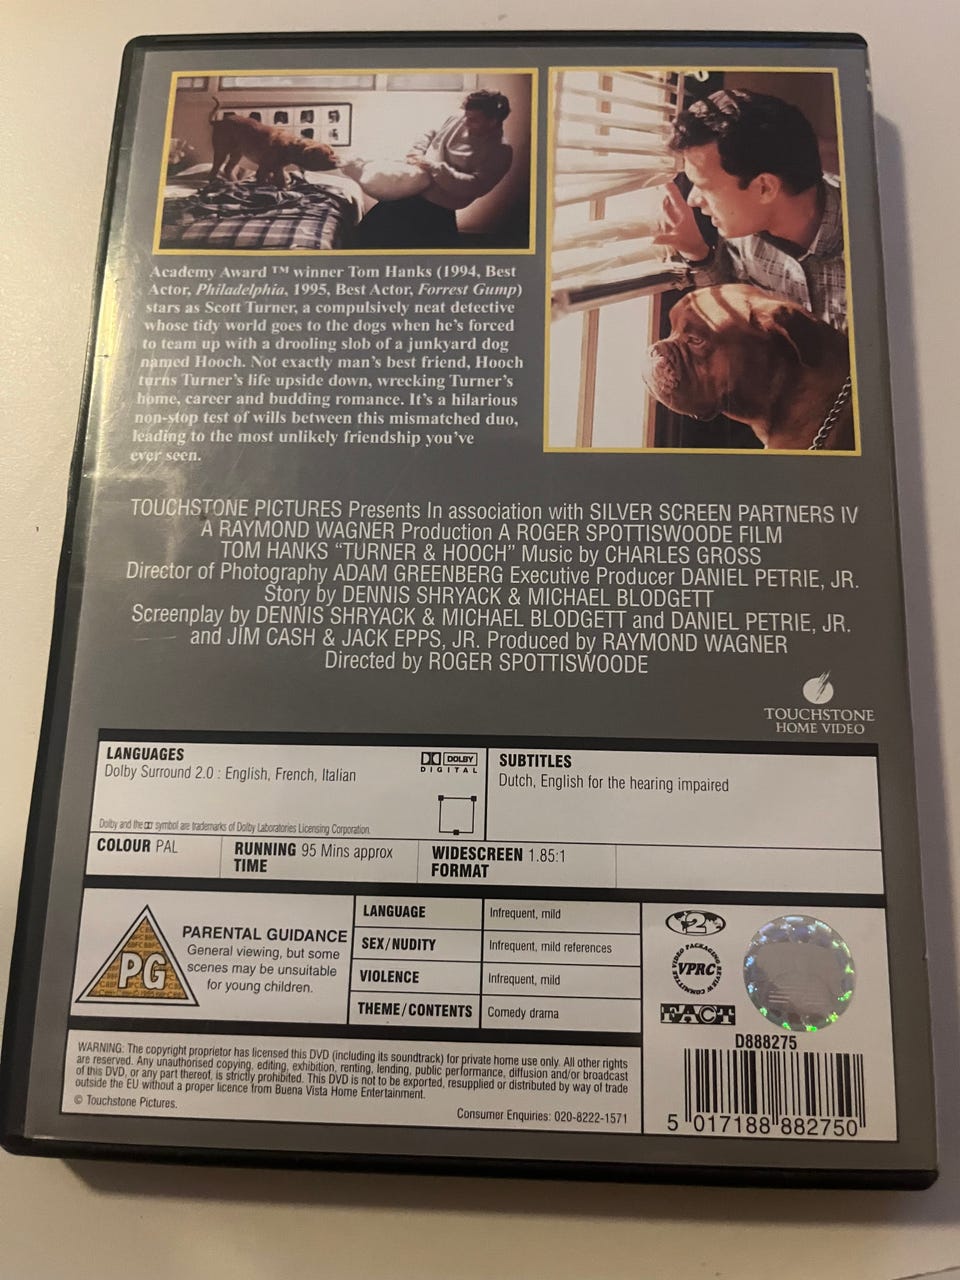 Academy Award ™ winner Tom Hanks (1994, Best
Actor, Philadelphia, 1995, Best Actor, Forrest Gump)
stars as Scott Turner, a compulsively neat detective
whose tidy world goes to the dogs when he's forced
to team up with a drooling slob of a junkyard dog
named Hooch. Not exactly man's best friend, Hooch
turns Turner's life upside down, wrecking Turner's
home, career and budding romance. It's a hilarious
non-stop test of wills between this mismatched duo,
leading to the most unlikely friendship you've
ever seen.
TOUCHSTONE PICTURES Presents In association with SILVER SCREEN PARTNERS IV
A RAYMOND WAGNER Production A ROGER SPOTTISWOODE FILM
TOM HANKS "TURNER & HOOCH" Music by CHARLES GROSS
Director of Photography ADAM GREENBERG Executive Producer DANIEL PETRIE, JR.
Story by DENNIS SHRYACK & MICHAEL BLODGETT
Screenplay by DENNIS SHRYACK & MICHAEL BLODGETT and DANIEL PETRIE, JR.
and JIM CASH & JACK EPPS, JR. Produced by RAYMOND WAGNER
Directed by ROGER SPOTTISWOODE
TOUCHSTONE
HOME VIDEO
LANGUAGES
Dolby Surround 2.0 : English, French, Italian
DOLBY
DIGITAL
Dolby and the symbol are trademarks of Dolby Laboratories Licensing Corporation.
SUBTITLES
Dutch, English for the hearing impaired
COLOUR PAL
RUNNING 95 Mins approx
TIME
WIDESCREEN 1.85:1
FORMAT
PG
PARENTAL GUIDANCE
General viewing, but some
scenes may be unsuitable
for young children.
LANGUAGE Infrequent, mild
SEX/NUDITY Infrequent, mild references
VIOLENCE Infrequent, mild
THEME/CONTENTS Comedy drama
2
VIDEO PACKAGING REVIEW COMMITTEE
VPRC
FACT
D888275
5 017188 882750
WARNING: The copyright proprietor has licensed this DVD (including its soundtrack) for private home use only. All other rights
are reserved. Any unauthorised copying, editing, exhibition, renting, lending, public performance, diffusion and/or broadcast
of this DVD, or any part thereof, is strictly prohibited. This DVD is not to be exported, resupplied or distributed by way of trade
outside the EU without a proper licence from Buena Vista Home Entertainment.
© Touchstone Pictures.
Consumer Enquiries: 020-8222-1571